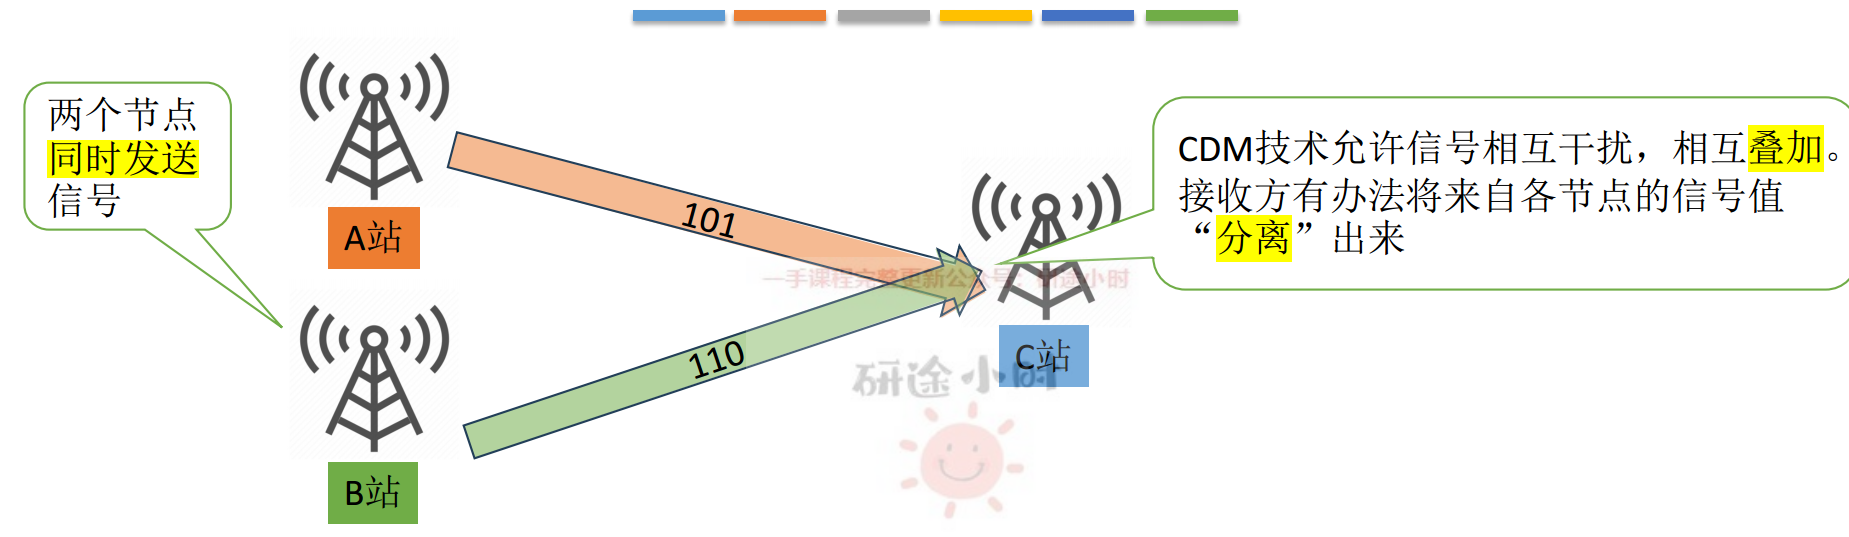 两个节点
同时发送
信号
A站
101
CDM技术允许信号相互干扰，相互叠加。
接收方有办法将来自各节点的信号值
“分离”出来
一手课程完整更新公众号：研途小时
110
C站
研途小时
B站